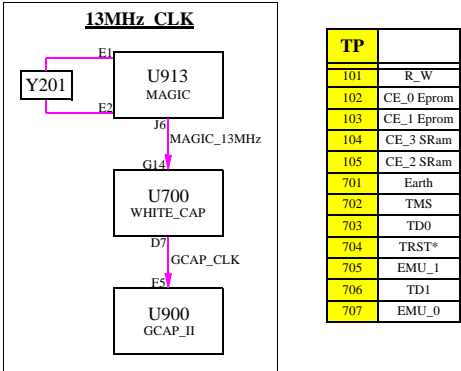 13MHz CLK
E1
Y201
E2
U913
MAGIC
J6
MAGIC_13MHz
G14
U700
WHITE_CAP
D7
GCAP_CLK
F5
U900
GCAP_II
TP
101 R_W
102 CE_0 Eprom
103 CE_1 Eprom
104 CE_3 SRam
105 CE_2 SRam
701 Earth
702 TMS
703 TD0
704 TRST*
705 EMU_1
706 TD1
707 EMU_0